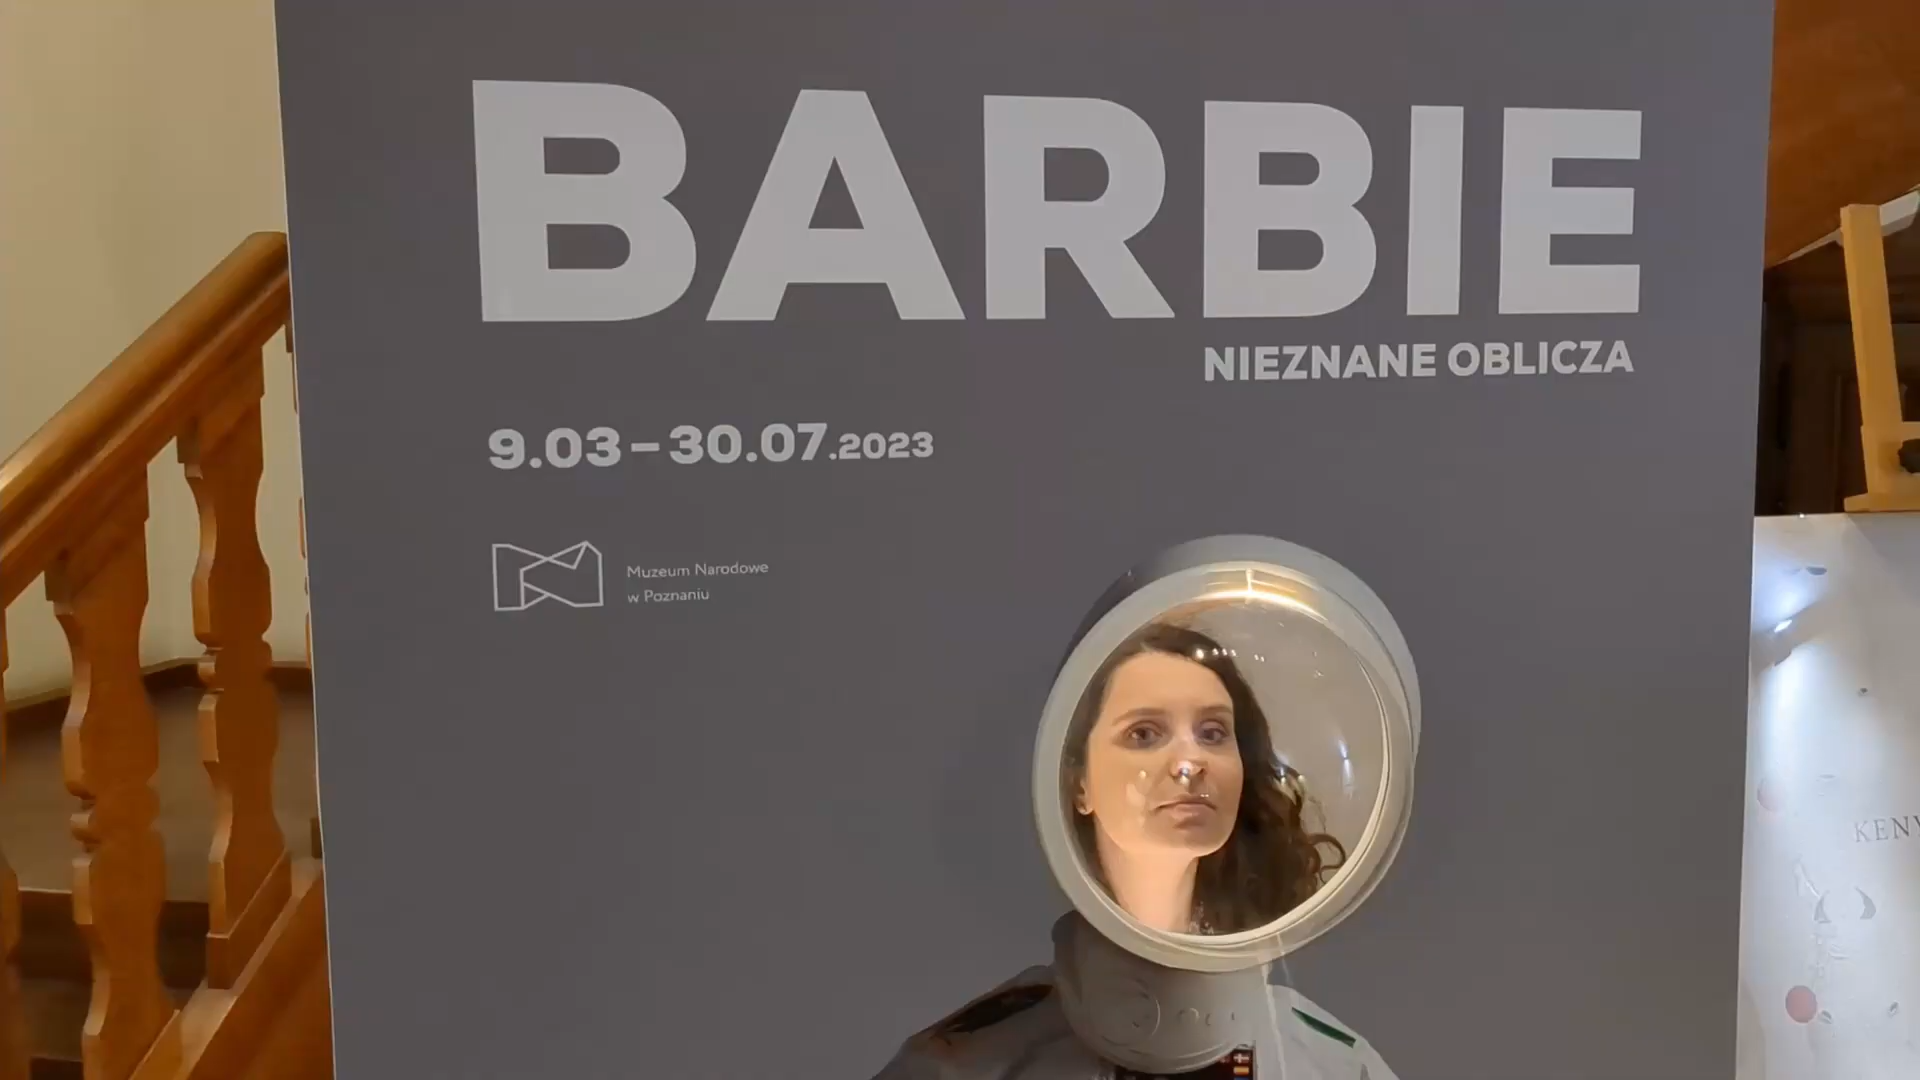 BARBIE
NIEZNANE OBLICZA
9.03–30.07.2023
Muzeum Narodowe
w Poznaniu